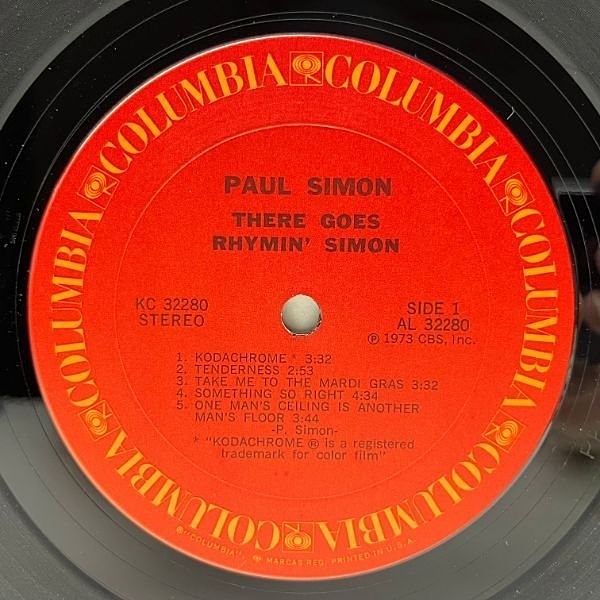 COLUMBIA COLUMBIA COLUMBIA COLUMBIA COLUMBIA COLUMBIA
PAUL SIMON
THERE GOES
RHYMIN' SIMON
KC 32280
STEREO
SIDE 1
AL 32280
Ⓟ 1973 CBS, Inc.
1. KODACHROME * 3:32
2. TENDERNESS 2:53
3. TAKE ME TO THE MARDI GRAS 3:32
4. SOMETHING SO RIGHT 4:34
5. ONE MAN'S CEILING IS ANOTHER
MAN'S FLOOR 3:44
-P. Simon-
* "KODACHROME ® is a registered
trademark for color film"
® "COLUMBIA", MARCAS REG. PRINTED IN U.S.A.